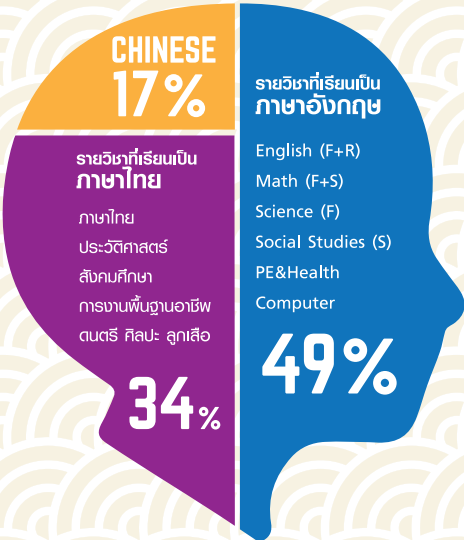 CHINESE
17%
รายวิชาที่เรียนเป็น
ภาษาไทย
ภาษาไทย
ประวัติศาสตร์
สังคมศึกษา
การงานพื้นฐานอาชีพ
ดนตรี ศิลปะ ลูกเสือ
34%
รายวิชาที่เรียนเป็น
ภาษาอังกฤษ
English (F+R)
Math (F+S)
Science (F)
Social Studies (S)
PE&Health
Computer
49%